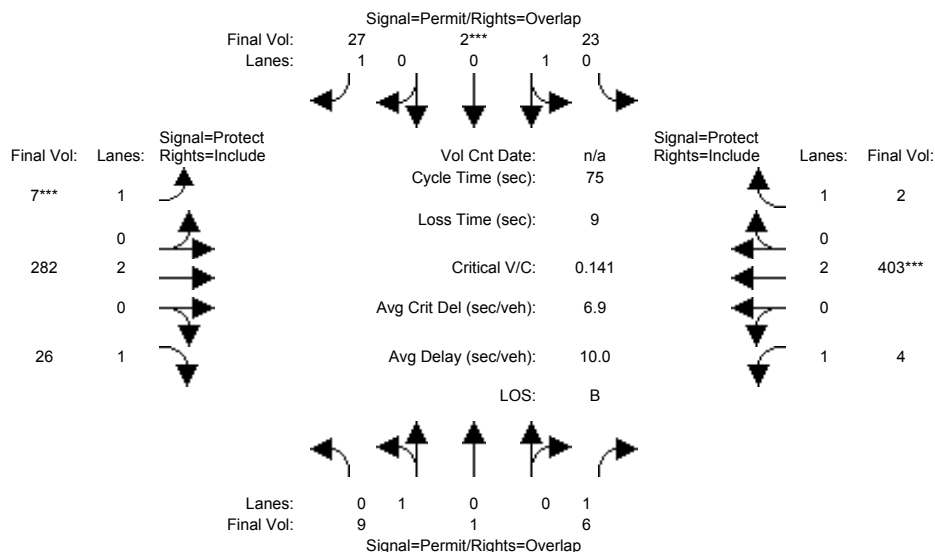 Signal=Permit/Rights=Overlap
Final Vol: 27 2*** 23
Lanes: 1 0 0 1 0
Signal=Protect
Final Vol: Lanes: Rights=Include
Vol Cnt Date: n/a
Signal=Protect
Rights=Include Lanes: Final Vol:
Cycle Time (sec): 75
7*** 1
1 2
Loss Time (sec): 9
0
0
282 2
Critical V/C: 0.141
2 403***
0
Avg Crit Del (sec/veh): 6.9
0
26 1
Avg Delay (sec/veh): 10.0
1 4
LOS: B
Lanes: 0 1 0 0 1
Final Vol: 9 1 6
Signal=Permit/Rights=Overlap